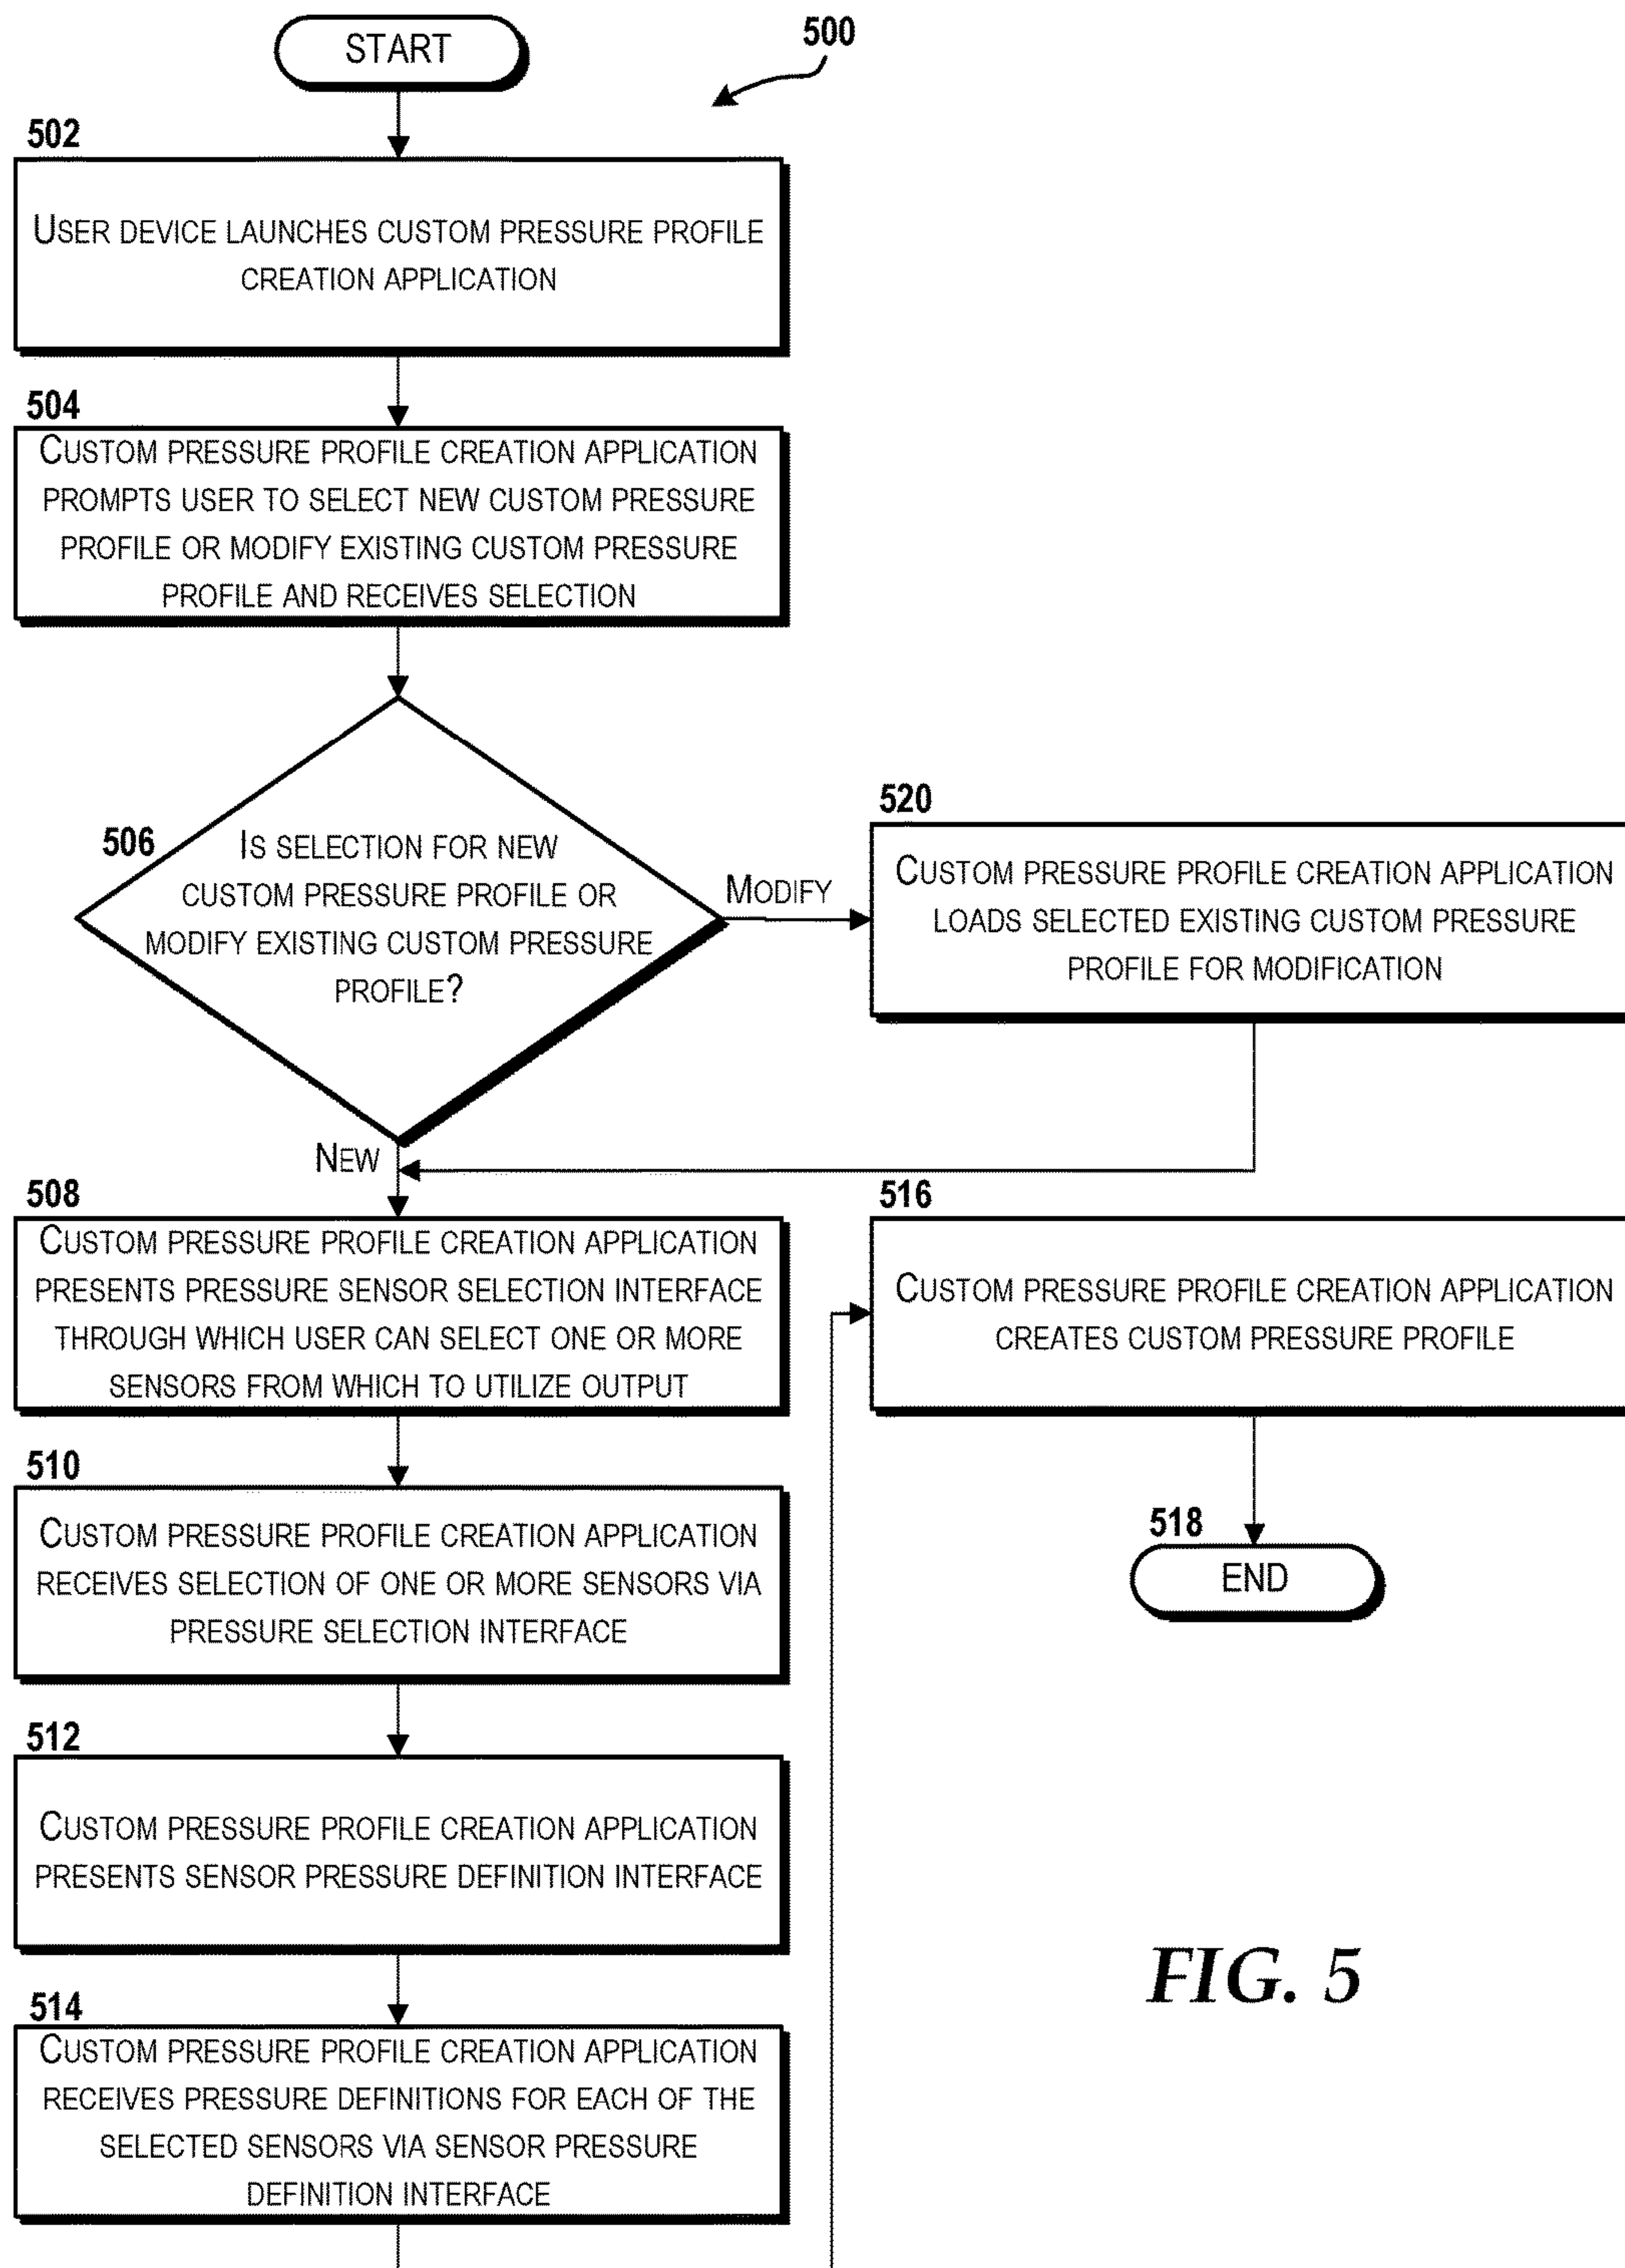 START
500
502
User device launches custom pressure profile
creation application
504
Custom pressure profile creation application
prompts user to select new custom pressure
profile or modify existing custom pressure
profile and receives selection
506
Is selection for new
custom pressure profile or
modify existing custom pressure
profile?
Modify
520
Custom pressure profile creation application
loads selected existing custom pressure
profile for modification
New
508
Custom pressure profile creation application
presents pressure sensor selection interface
through which user can select one or more
sensors from which to utilize output
510
Custom pressure profile creation application
receives selection of one or more sensors via
pressure selection interface
512
Custom pressure profile creation application
presents sensor pressure definition interface
514
Custom pressure profile creation application
receives pressure definitions for each of the
selected sensors via sensor pressure
definition interface
516
Custom pressure profile creation application
creates custom pressure profile
518
END
FIG. 5